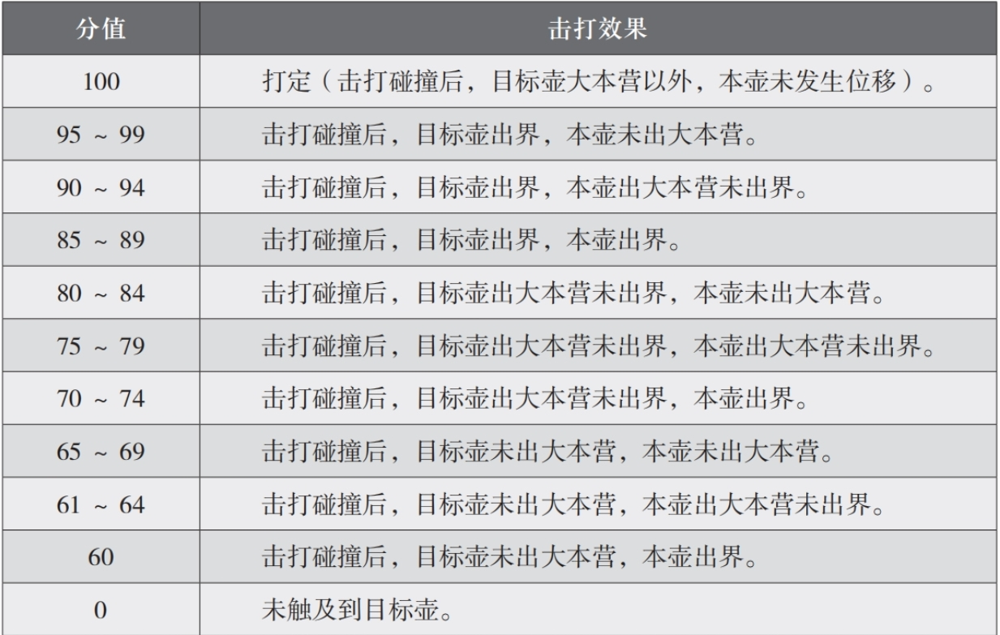 分值 击打效果
100 打定（击打碰撞后，目标壶大本营以外，本壶未发生位移）。
95 ~ 99 击打碰撞后，目标壶出界，本壶未出大本营。
90 ~ 94 击打碰撞后，目标壶出界，本壶出大本营未出界。
85 ~ 89 击打碰撞后，目标壶出界，本壶出界。
80 ~ 84 击打碰撞后，目标壶出大本营未出界，本壶未出大本营。
75 ~ 79 击打碰撞后，目标壶出大本营未出界，本壶出大本营未出界。
70 ~ 74 击打碰撞后，目标壶出大本营未出界，本壶出界。
65 ~ 69 击打碰撞后，目标壶未出大本营，本壶未出大本营。
61 ~ 64 击打碰撞后，目标壶未出大本营，本壶出大本营未出界。
60 击打碰撞后，目标壶未出大本营，本壶出界。
0 未触及到目标壶。